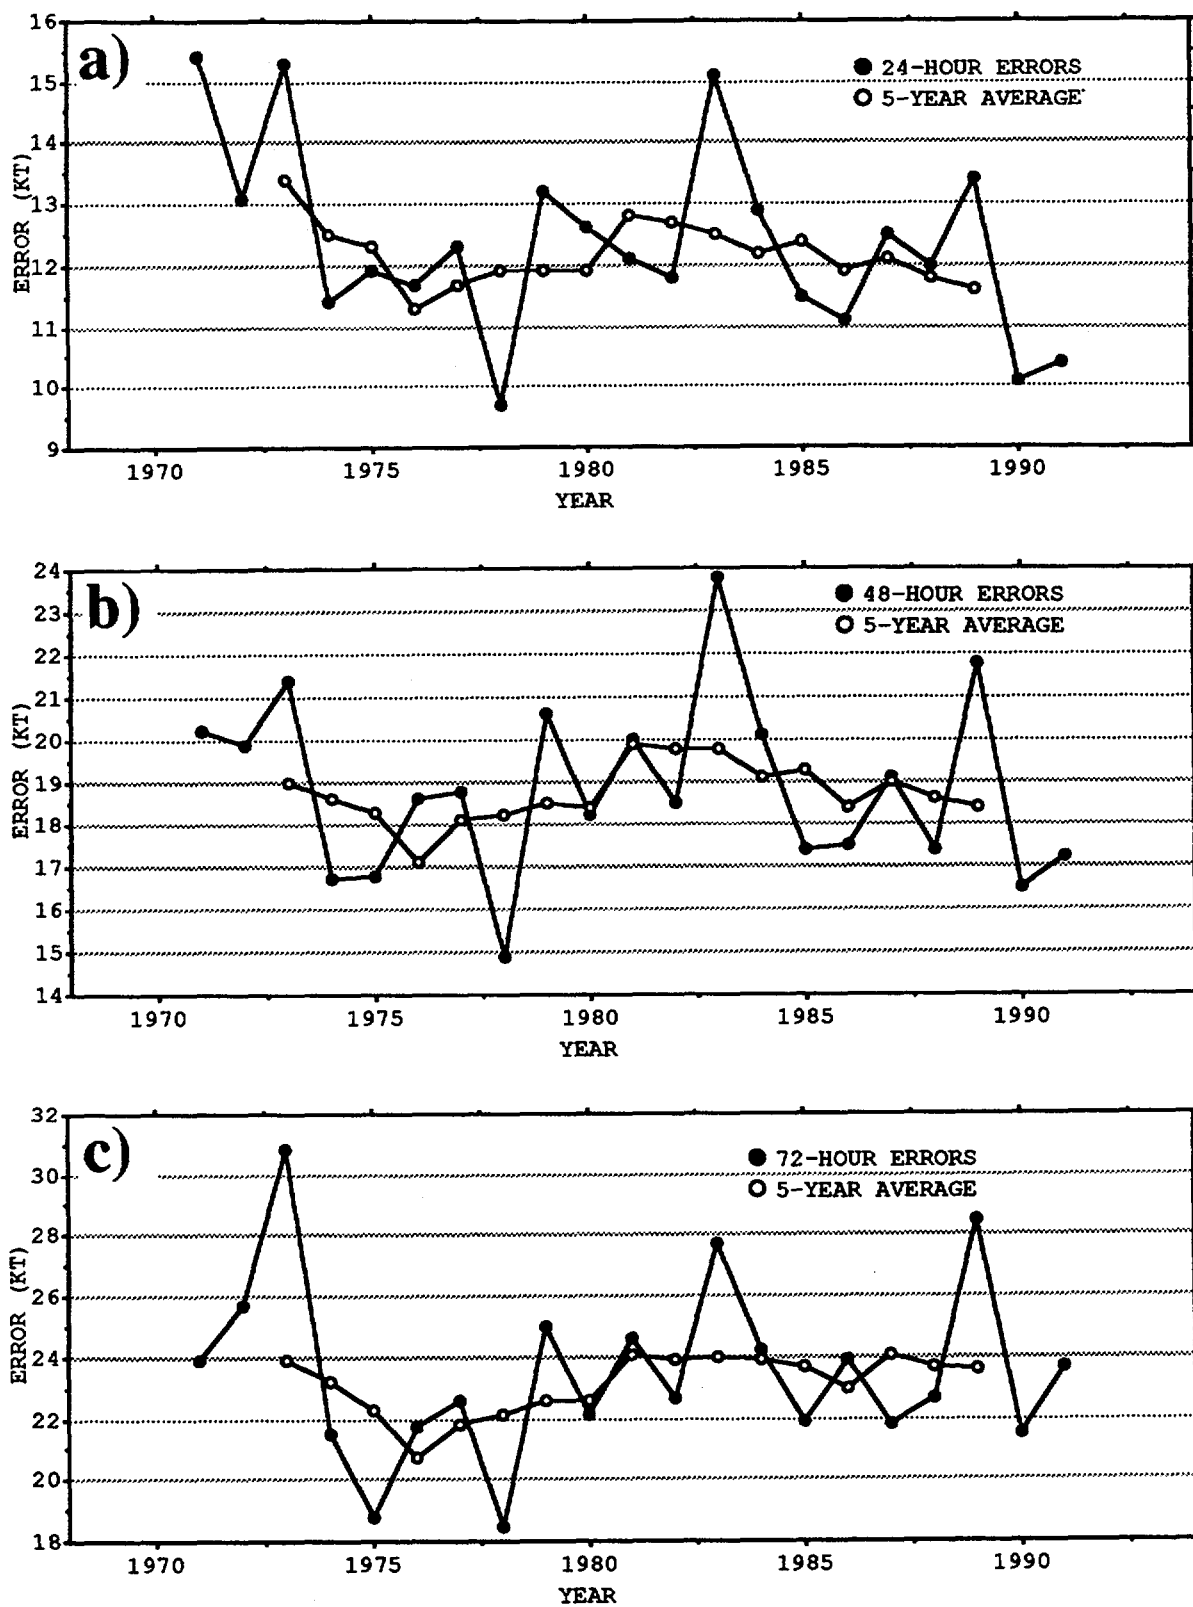 a)
● 24-HOUR ERRORS
○ 5-YEAR AVERAGE
16
15
14
13
12
11
10
9
ERROR (KT)
1970 1975 1980 1985 1990
YEAR
b)
● 48-HOUR ERRORS
○ 5-YEAR AVERAGE
24
23
22
21
20
19
18
17
16
15
14
ERROR (KT)
1970 1975 1980 1985 1990
YEAR
c)
● 72-HOUR ERRORS
○ 5-YEAR AVERAGE
32
30
28
26
24
22
20
18
ERROR (KT)
1970 1975 1980 1985 1990
YEAR